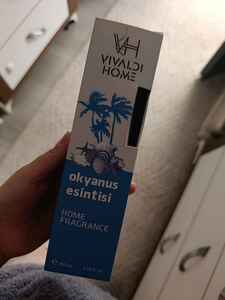 VH
VIVALDI
HOME
okyanus
esintisi
HOME
FRAGRANCE